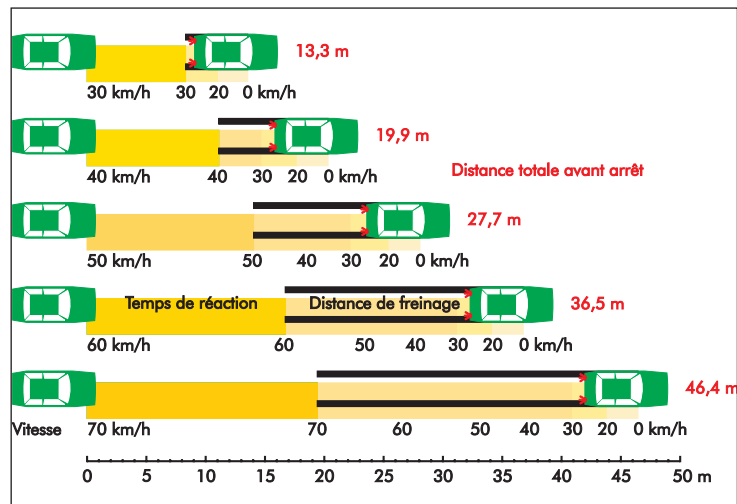 13,3 m
30 km/h 30 20 0 km/h
19,9 m
40 km/h 40 30 20 0 km/h
Distance totale avant arrêt
27,7 m
50 km/h 50 40 30 20 0 km/h
Temps de réaction Distance de freinage 36,5 m
60 km/h 60 50 40 30 20 0 km/h
46,4 m
Vitesse 70 km/h 70 60 50 40 30 20 0 km/h
0 5 10 15 20 25 30 35 40 45 50 m